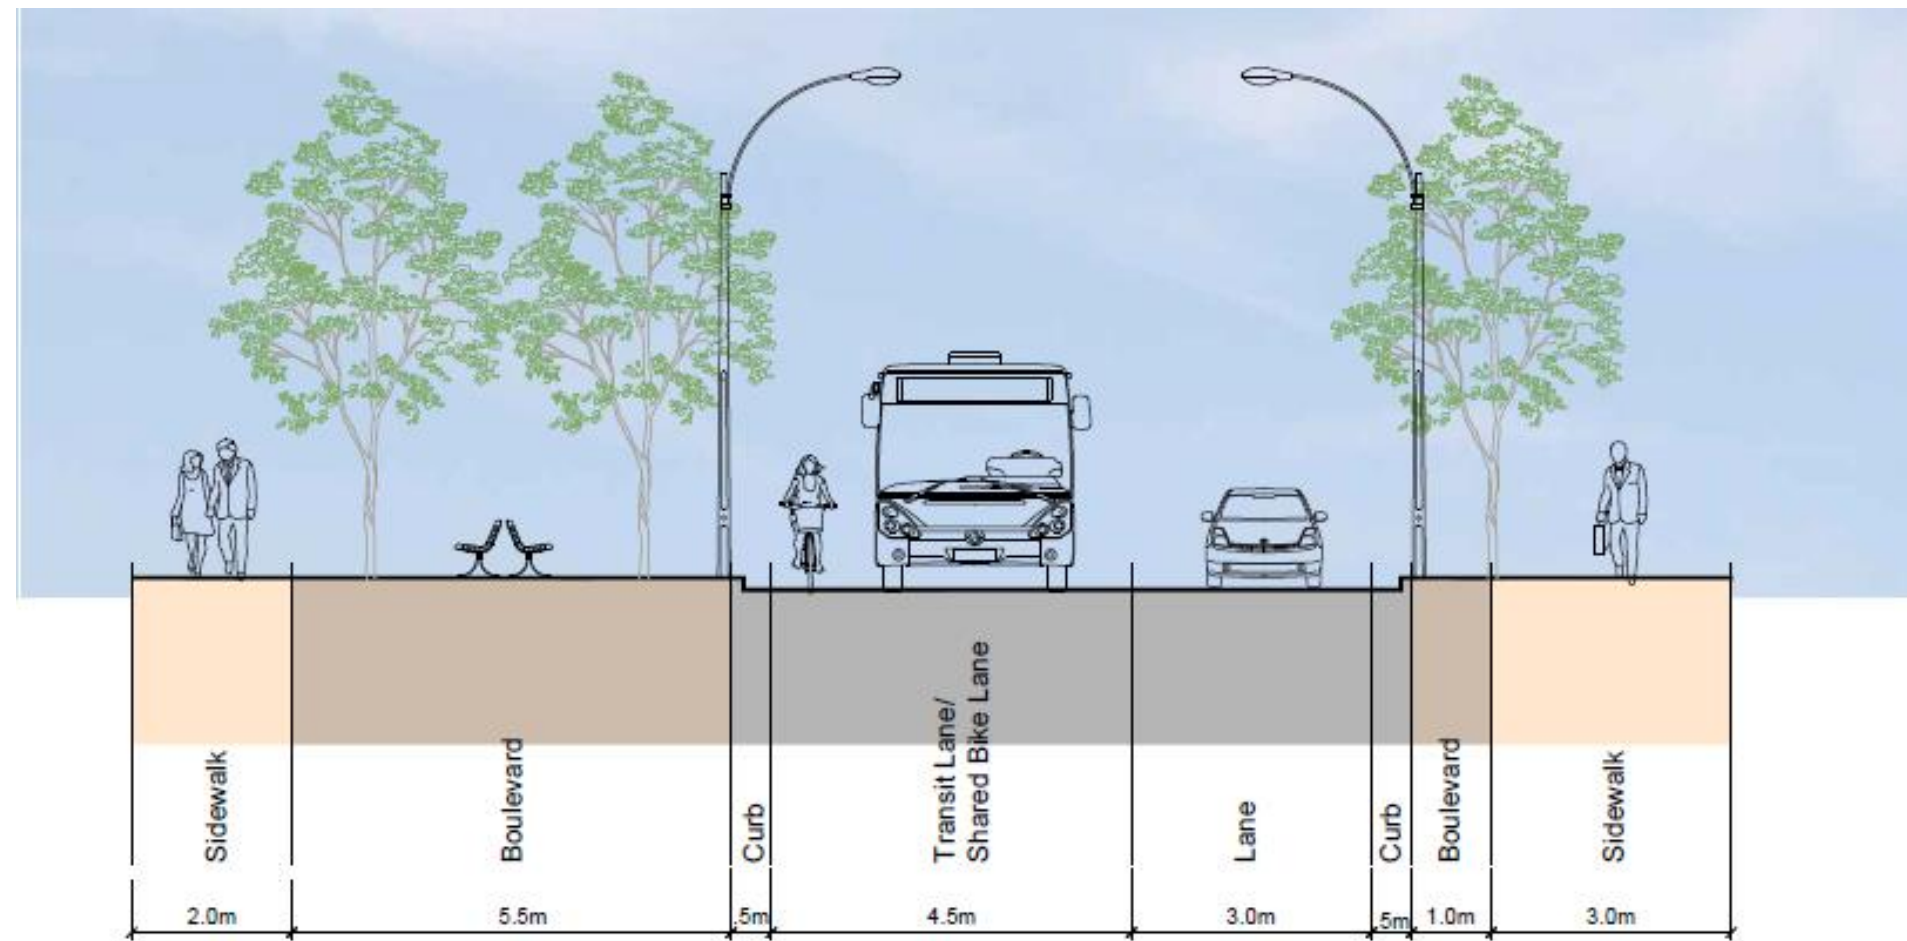 Sidewalk
Boulevard
Curb
Transit Lane/
Shared Bike Lane
Lane
Curb
Boulevard
Sidewalk
2.0m
5.5m
.5m
4.5m
3.0m
.5m
1.0m
3.0m